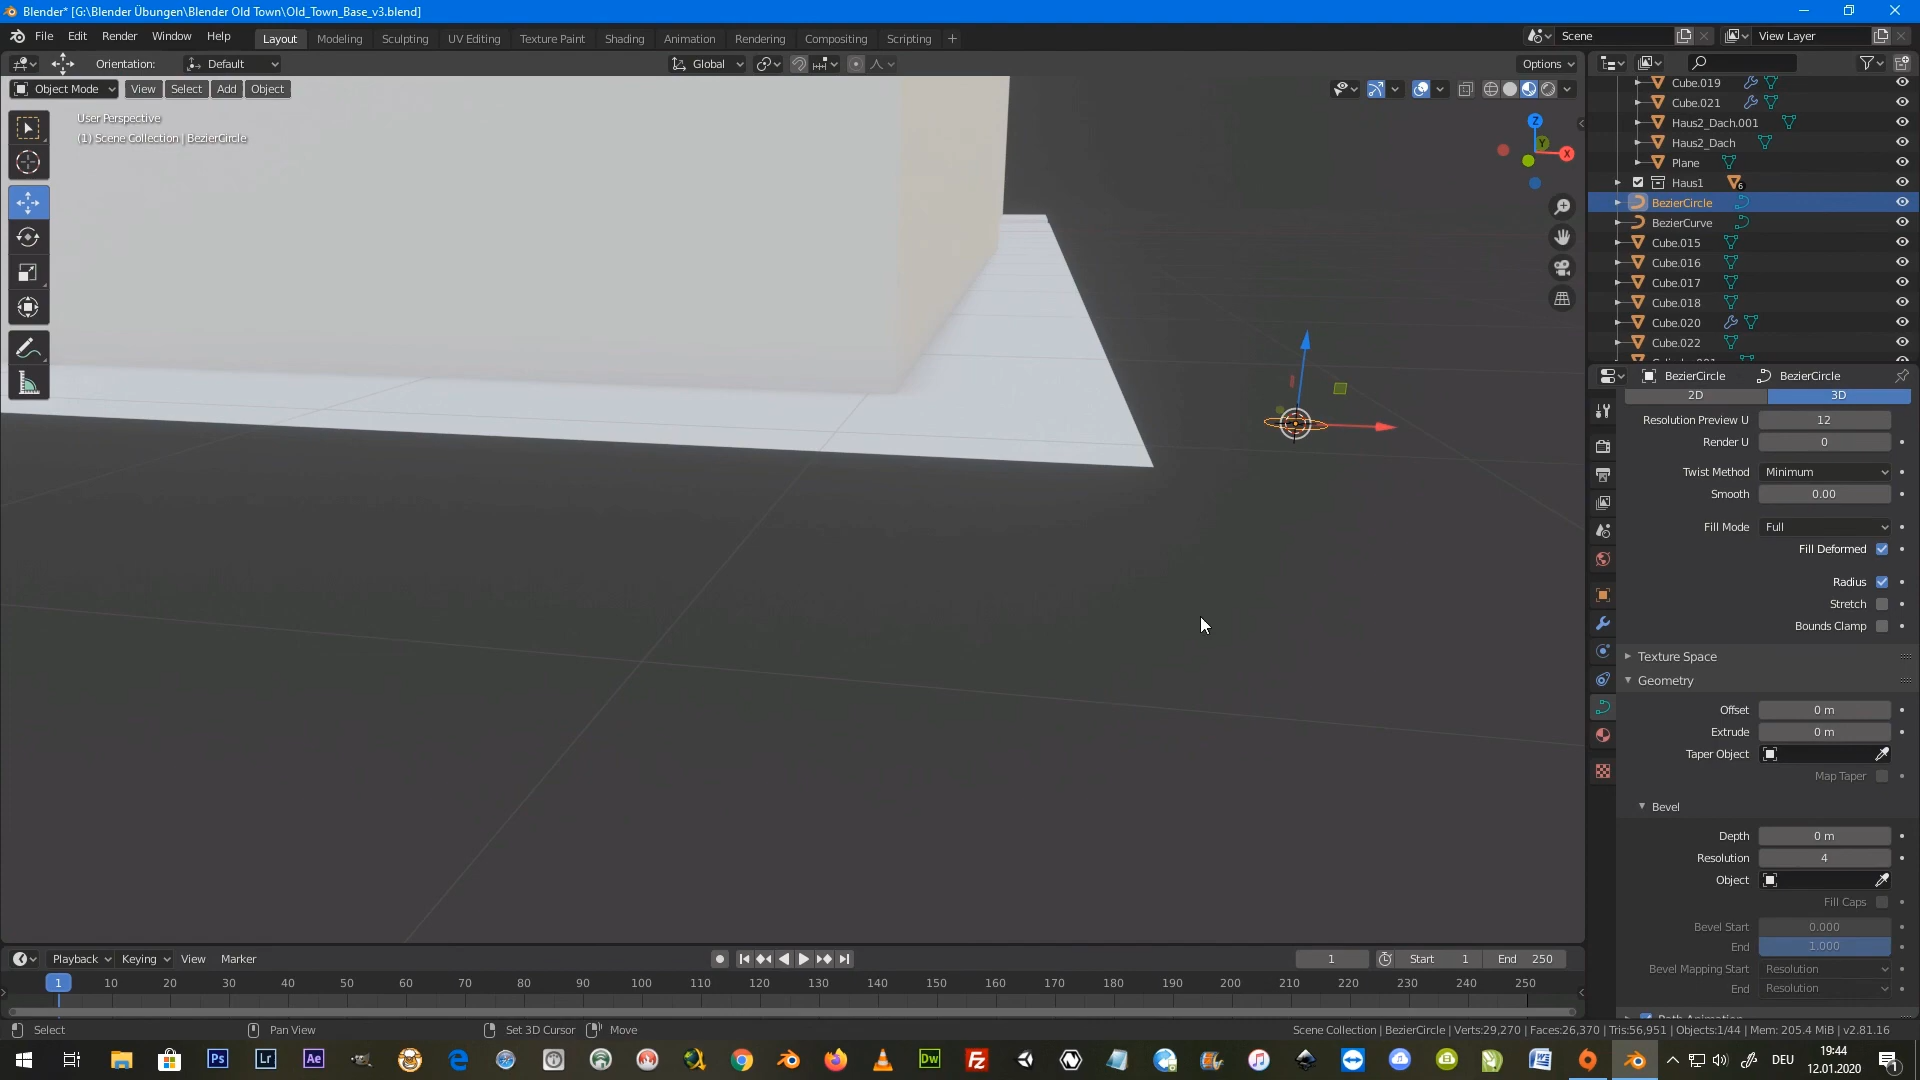 Blender* [G:\Blender Übungen\Blender Old Town\Old_Town_Base_v3.blend]
File Edit Render Window Help Layout Modeling Sculpting UV Editing Texture Paint Shading Animation Rendering Compositing Scripting + Scene View Layer
Orientation: Default Global Options
Object Mode View Select Add Object
User Perspective
(1) Scene Collection | BezierCircle
Z
Y
X
Cube.019
Cube.021
Haus2_Dach.001
Haus2_Dach
Plane
Haus1 6
BezierCircle
BezierCurve
Cube.015
Cube.016
Cube.017
Cube.018
Cube.020
Cube.022
BezierCircle BezierCircle
2D 3D
Resolution Preview U 12
Render U 0
Twist Method Minimum
Smooth 0.00
Fill Mode Full
Fill Deformed
Radius
Stretch
Bounds Clamp
Texture Space
Geometry
Offset 0 m
Extrude 0 m
Taper Object
Map Taper
Bevel
Depth 0 m
Resolution 4
Object
Fill Caps
Bevel Start 0.000
End 1.000
Bevel Mapping Start Resolution
End Resolution
Playback Keying View Marker 1 Start 1 End 250
1 10 20 30 40 50 60 70 80 90 100 110 120 130 140 150 160 170 180 190 200 210 220 230 240 250
Select Pan View Set 3D Cursor Move Scene Collection | BezierCircle | Verts:29,270 | Faces:26,370 | Tris:56,951 | Objects:1/44 | Mem: 205.4 MiB | v2.81.16
Ps Lr Ae Dw Fz DEU 19:44
12.01.2020 1